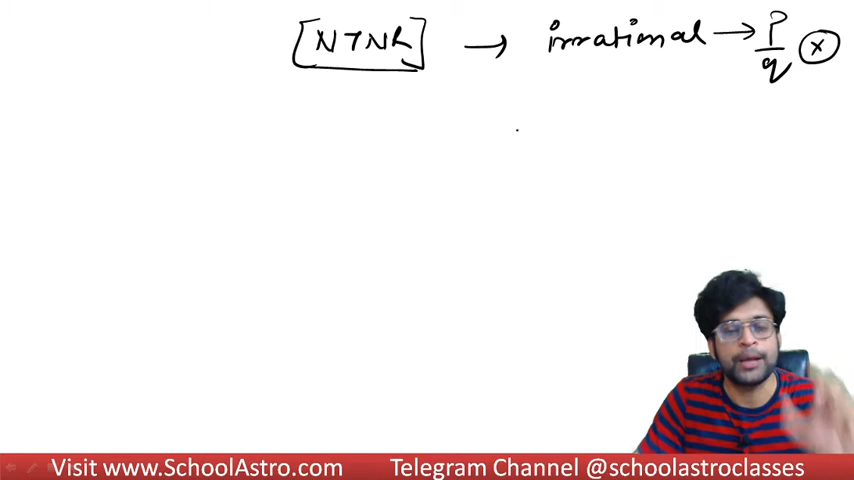 [NTNR] → irrational → p/q ⓧ
Visit www.SchoolAstro.com Telegram Channel @schoolastroclasses